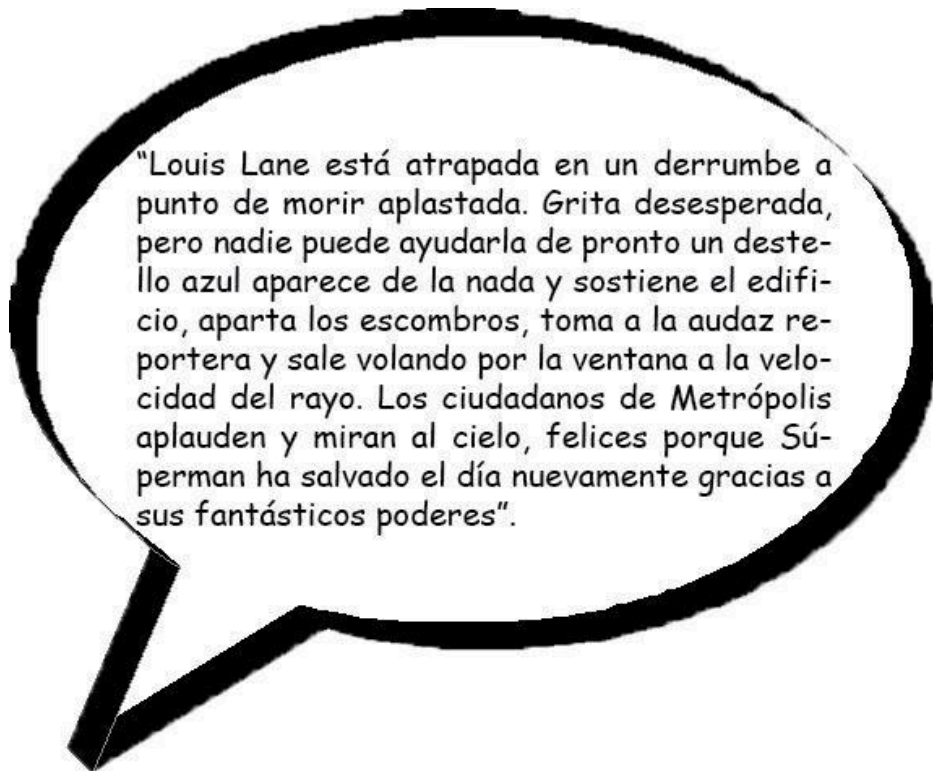 “Louis Lane está atrapada en un derrumbe a
punto de morir aplastada. Grita desesperada,
pero nadie puede ayudarla de pronto un deste-
llo azul aparece de la nada y sostiene el edifi-
cio, aparta los escombros, toma a la audaz re-
portera y sale volando por la ventana a la velo-
cidad del rayo. Los ciudadanos de Metrópolis
aplauden y miran al cielo, felices porque Sú-
perman ha salvado el día nuevamente gracias a
sus fantásticos poderes”.